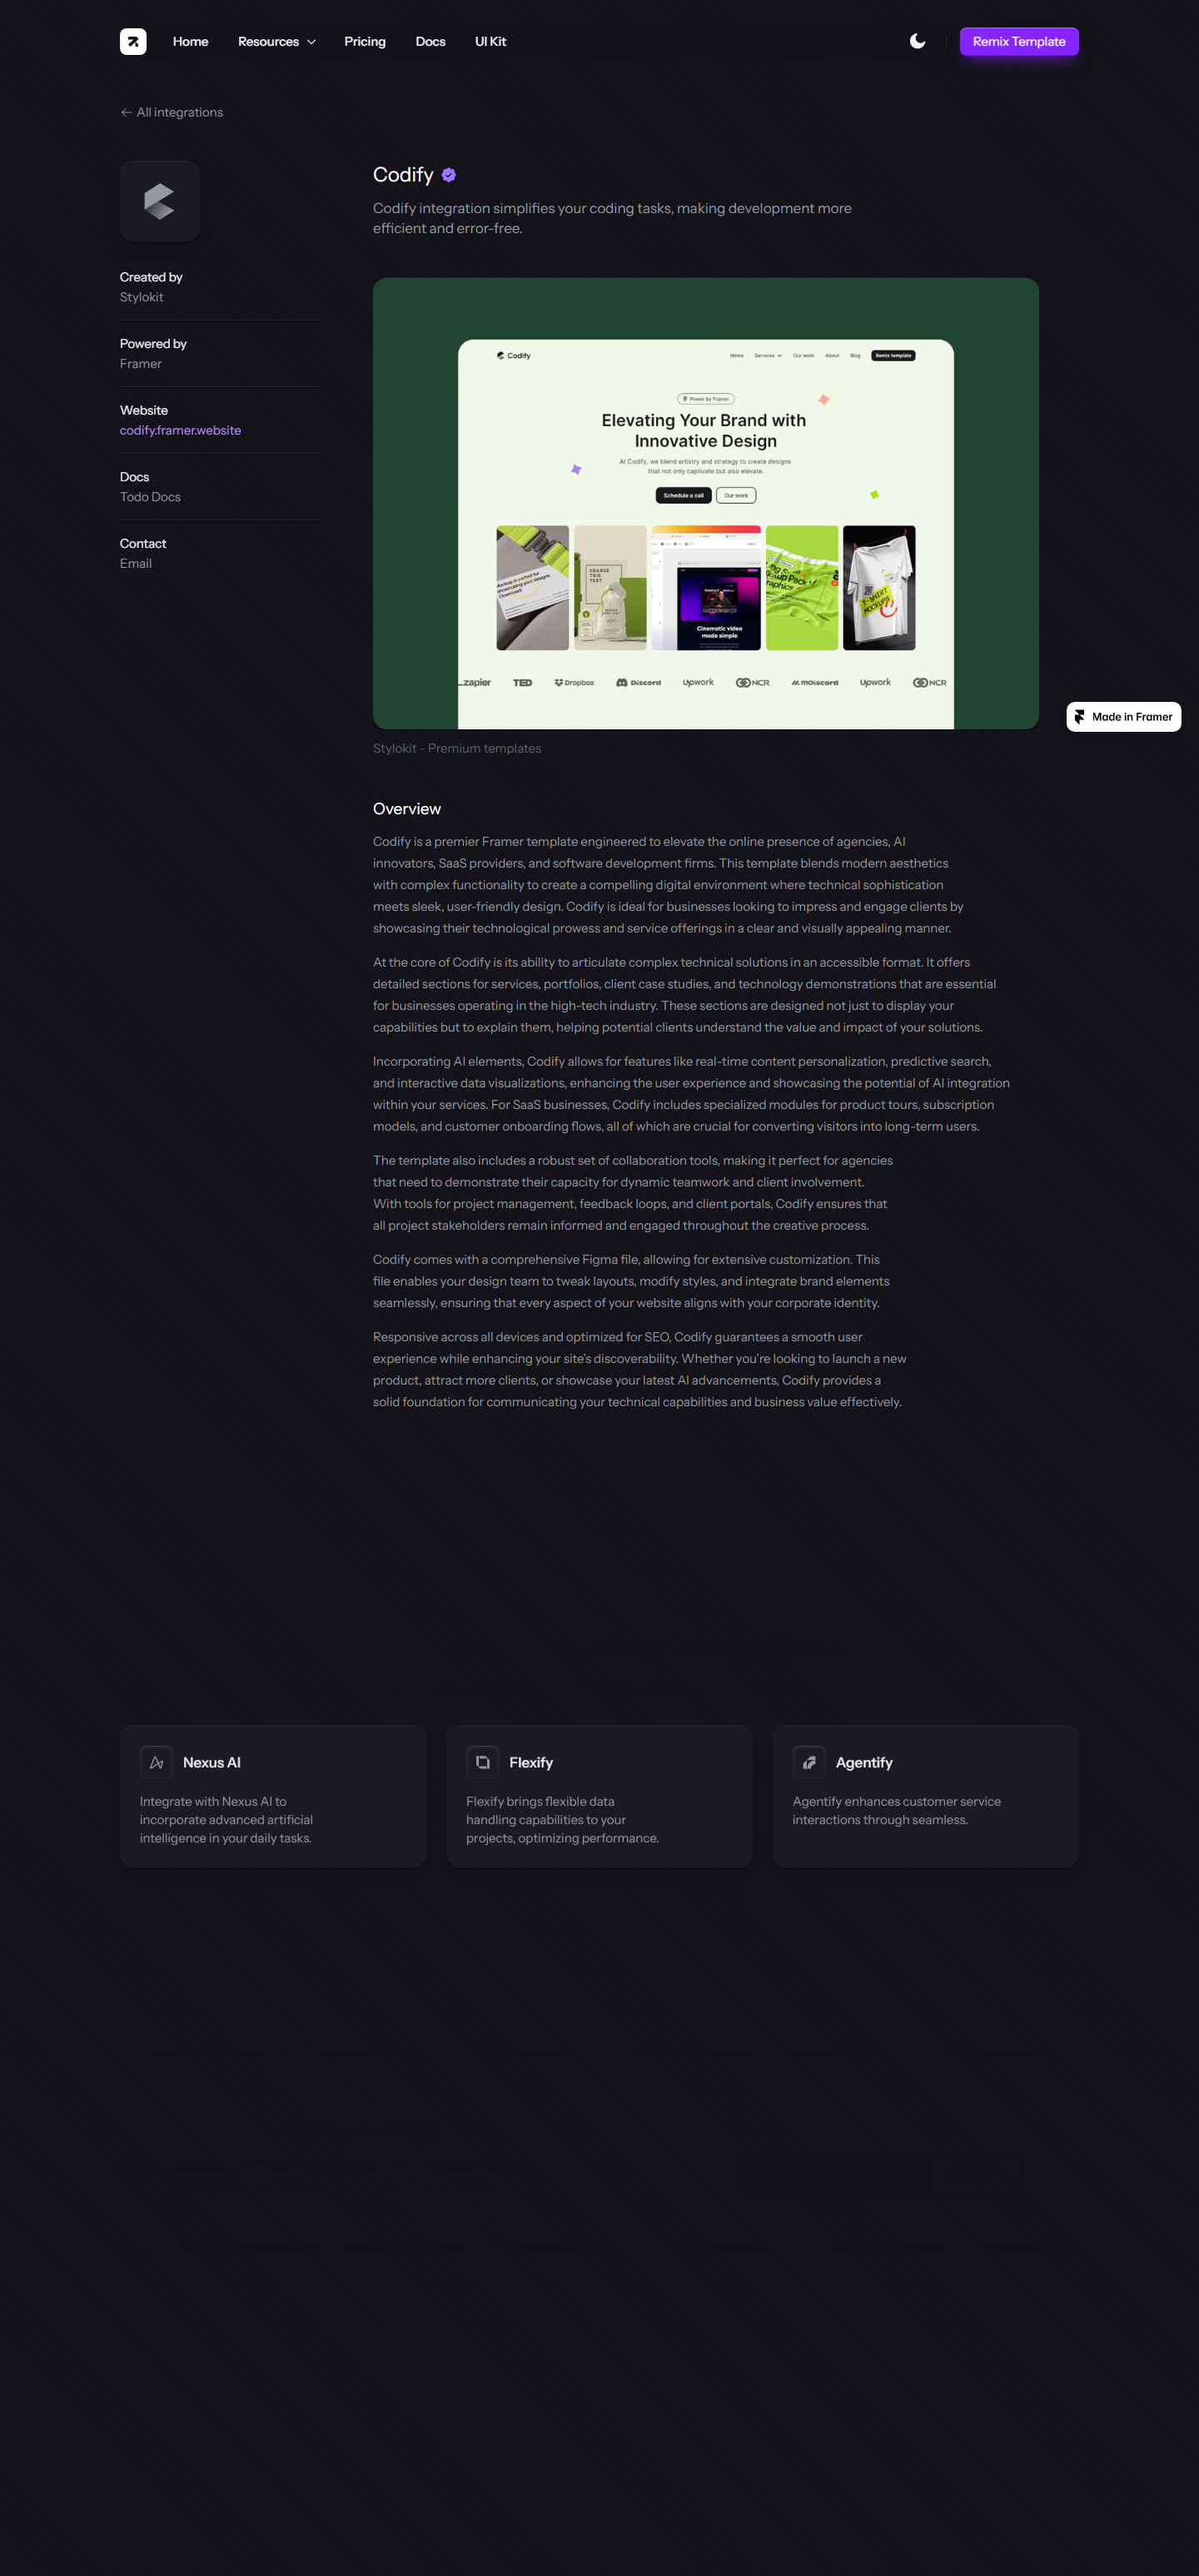 Home
Resources
Pricing
Docs
UI Kit
Remix Template
All integrations
Created by
Stylokit
Powered by
Framer
Website
codify.framer.website
Docs
Todo Docs
Contact
Email
Codify
Codify integration simplifies your coding tasks, making development more
efficient and error-free.
Codify
Home
Services
Our work
About
Blog
Remix template
Power by Framer
Elevating Your Brand with
Innovative Design
At Codify, we blend artistry and strategy to create designs
that not only captivate but also elevate.
Schedule a call
Our work
CHANGE
THIS
TEXT
Cinematic video
made simple
T-SHIRT
MOCKUPS
zapier
TED
Dropbox
Discord
Upwork
NCR
Upwork
NCR
Made in Framer
Stylokit - Premium templates
Overview
Codify is a premier Framer template engineered to elevate the online presence of agencies, AI
innovators, SaaS providers, and software development firms. This template blends modern aesthetics
with complex functionality to create a compelling digital environment where technical sophistication
meets sleek, user-friendly design. Codify is ideal for businesses looking to impress and engage clients by
showcasing their technological prowess and service offerings in a clear and visually appealing manner.
At the core of Codify is its ability to articulate complex technical solutions in an accessible format. It offers
detailed sections for services, portfolios, client case studies, and technology demonstrations that are essential
for businesses operating in the high-tech industry. These sections are designed not just to display your
capabilities but to explain them, helping potential clients understand the value and impact of your solutions.
Incorporating AI elements, Codify allows for features like real-time content personalization, predictive search,
and interactive data visualizations, enhancing the user experience and showcasing the potential of AI integration
within your services. For SaaS businesses, Codify includes specialized modules for product tours, subscription
models, and customer onboarding flows, all of which are crucial for converting visitors into long-term users.
The template also includes a robust set of collaboration tools, making it perfect for agencies
that need to demonstrate their capacity for dynamic teamwork and client involvement.
With tools for project management, feedback loops, and client portals, Codify ensures that
all project stakeholders remain informed and engaged throughout the creative process.
Codify comes with a comprehensive Figma file, allowing for extensive customization. This
file enables your design team to tweak layouts, modify styles, and integrate brand elements
seamlessly, ensuring that every aspect of your website aligns with your corporate identity.
Responsive across all devices and optimized for SEO, Codify guarantees a smooth user
experience while enhancing your site's discoverability. Whether you're looking to launch a new
product, attract more clients, or showcase your latest AI advancements, Codify provides a
solid foundation for communicating your technical capabilities and business value effectively.
Nexus AI
Integrate with Nexus AI to
incorporate advanced artificial
intelligence in your daily tasks.
Flexify
Flexify brings flexible data
handling capabilities to your
projects, optimizing performance.
Agentify
Agentify enhances customer service
interactions through seamless.